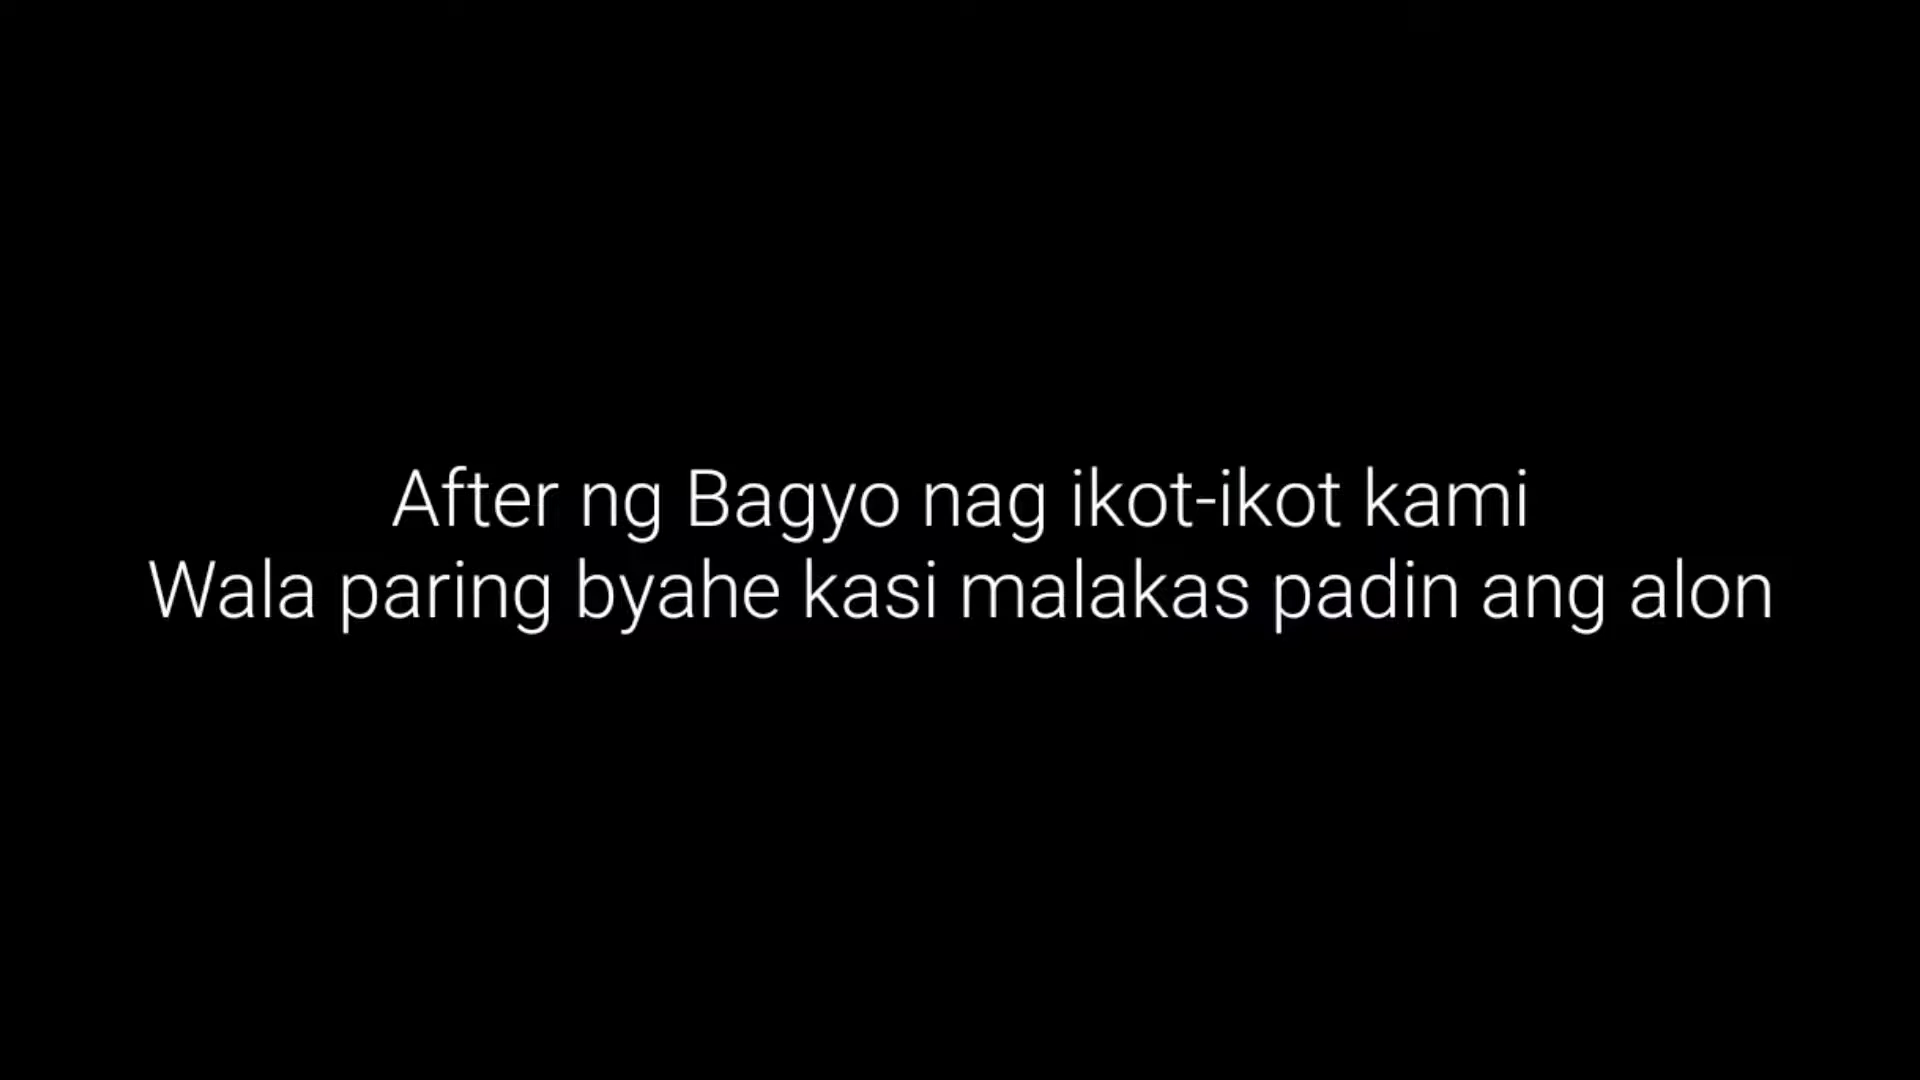 After ng Bagyo nag ikot-ikot kami
Wala paring byahe kasi malakas padin ang alon